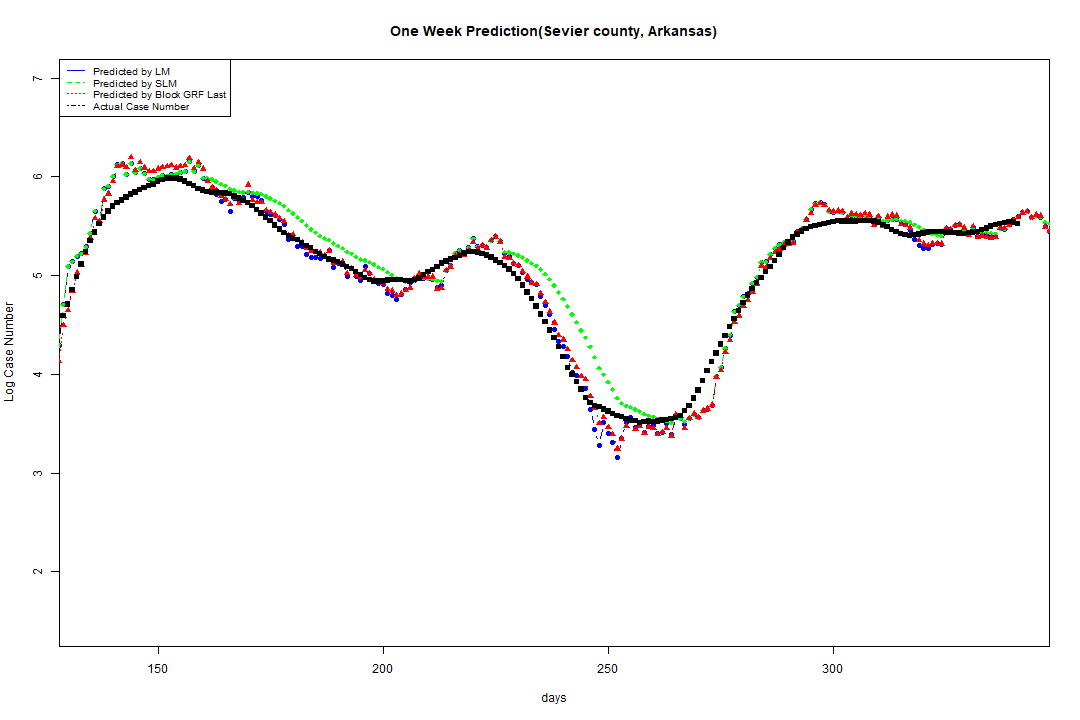 One Week Prediction(Sevier county, Arkansas)
Predicted by LM
Predicted by SLM
Predicted by Block GRF Last
Actual Case Number
7
6
5
4
3
2
Log Case Number
150 200 250 300
days